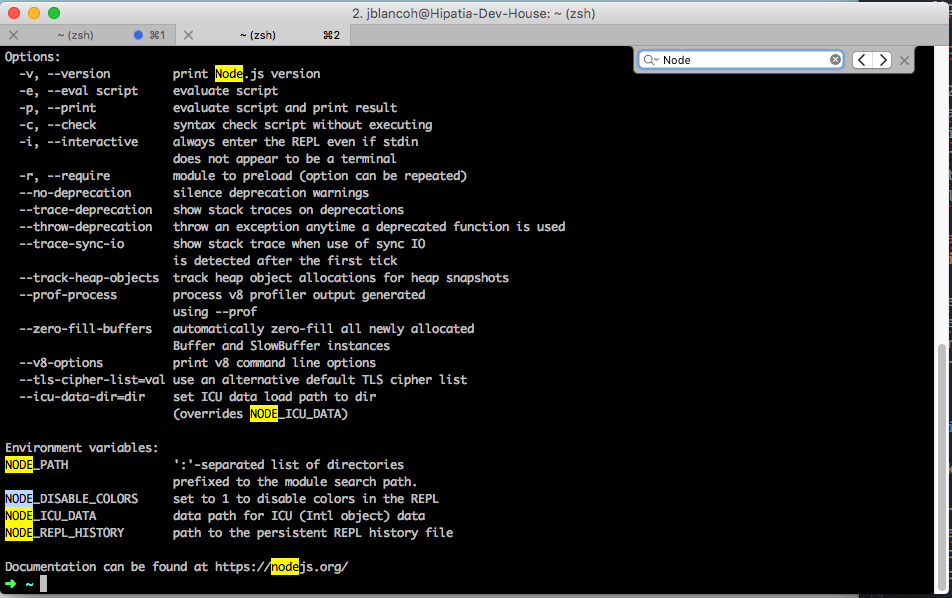 2. jblancoh@Hipatia-Dev-House: ~ (zsh)
~ (zsh) ⌘1 ~ (zsh) ⌘2
Node
Options:
-v, --version print Node.js version
-e, --eval script evaluate script
-p, --print evaluate script and print result
-c, --check syntax check script without executing
-i, --interactive always enter the REPL even if stdin
does not appear to be a terminal
-r, --require module to preload (option can be repeated)
--no-deprecation silence deprecation warnings
--trace-deprecation show stack traces on deprecations
--throw-deprecation throw an exception anytime a deprecated function is used
--trace-sync-io show stack trace when use of sync IO
is detected after the first tick
--track-heap-objects track heap object allocations for heap snapshots
--prof-process process v8 profiler output generated
using --prof
--zero-fill-buffers automatically zero-fill all newly allocated
Buffer and SlowBuffer instances
--v8-options print v8 command line options
--tls-cipher-list=val use an alternative default TLS cipher list
--icu-data-dir=dir set ICU data load path to dir
(overrides NODE_ICU_DATA)
Environment variables:
NODE_PATH ':'-separated list of directories
prefixed to the module search path.
NODE_DISABLE_COLORS set to 1 to disable colors in the REPL
NODE_ICU_DATA data path for ICU (Intl object) data
NODE_REPL_HISTORY path to the persistent REPL history file
Documentation can be found at https://nodejs.org/
➜ ~